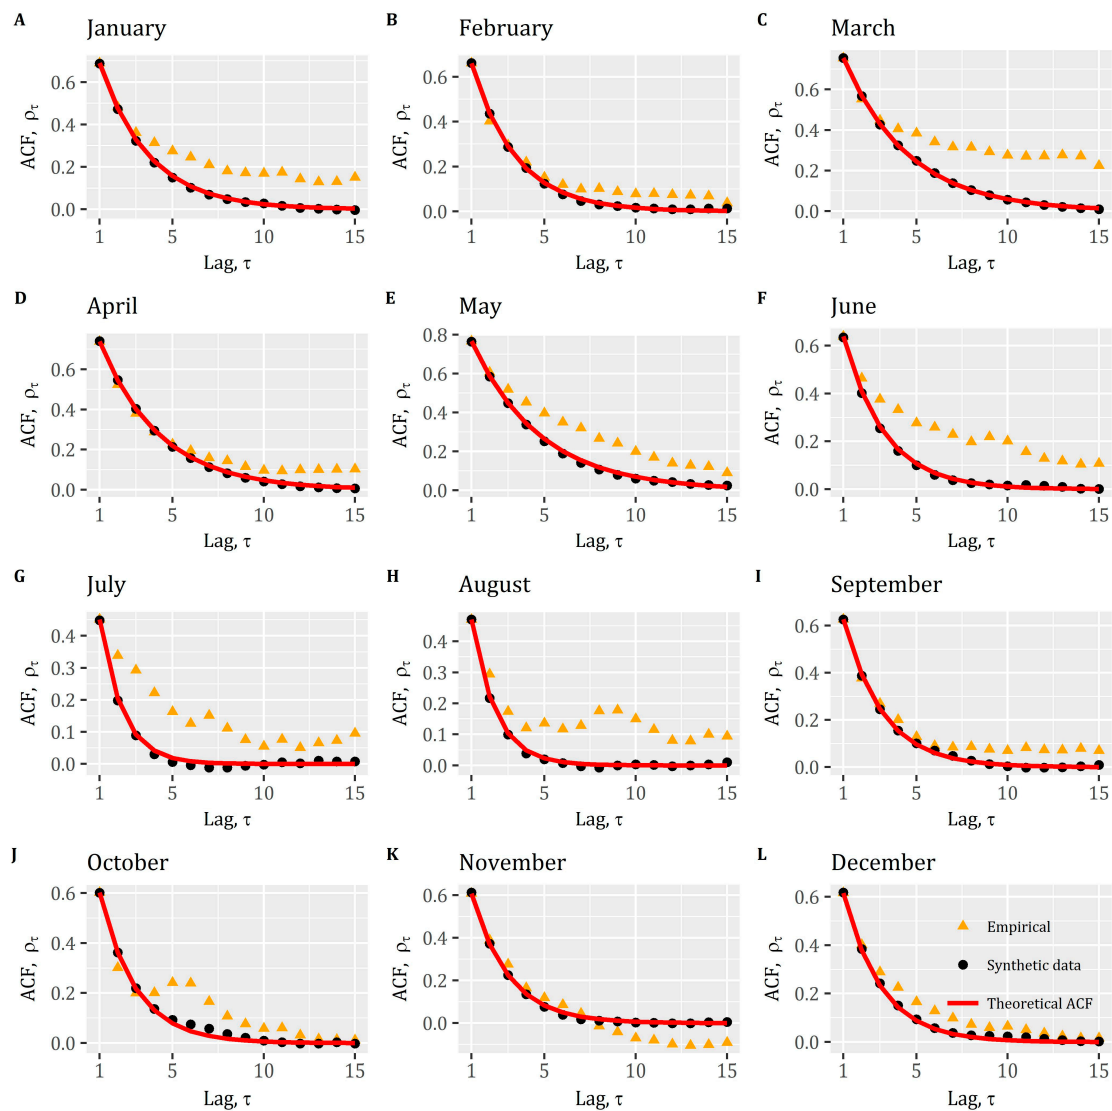 A January
ACF, ρτ
0.6
0.4
0.2
0.0
1 5 10 15
Lag, τ
B February
ACF, ρτ
0.6
0.4
0.2
0.0
1 5 10 15
Lag, τ
C March
ACF, ρτ
0.6
0.4
0.2
0.0
1 5 10 15
Lag, τ
D April
ACF, ρτ
0.6
0.4
0.2
0.0
1 5 10 15
Lag, τ
E May
ACF, ρτ
0.8
0.6
0.4
0.2
0.0
1 5 10 15
Lag, τ
F June
ACF, ρτ
0.6
0.4
0.2
0.0
1 5 10 15
Lag, τ
G July
ACF, ρτ
0.4
0.3
0.2
0.1
0.0
1 5 10 15
Lag, τ
H August
ACF, ρτ
0.4
0.3
0.2
0.1
0.0
1 5 10 15
Lag, τ
I September
ACF, ρτ
0.6
0.4
0.2
0.0
1 5 10 15
Lag, τ
J October
ACF, ρτ
0.6
0.4
0.2
0.0
1 5 10 15
Lag, τ
K November
ACF, ρτ
0.6
0.4
0.2
0.0
1 5 10 15
Lag, τ
L December
ACF, ρτ
0.6
0.4
0.2
0.0
Empirical
Synthetic data
Theoretical ACF
1 5 10 15
Lag, τ